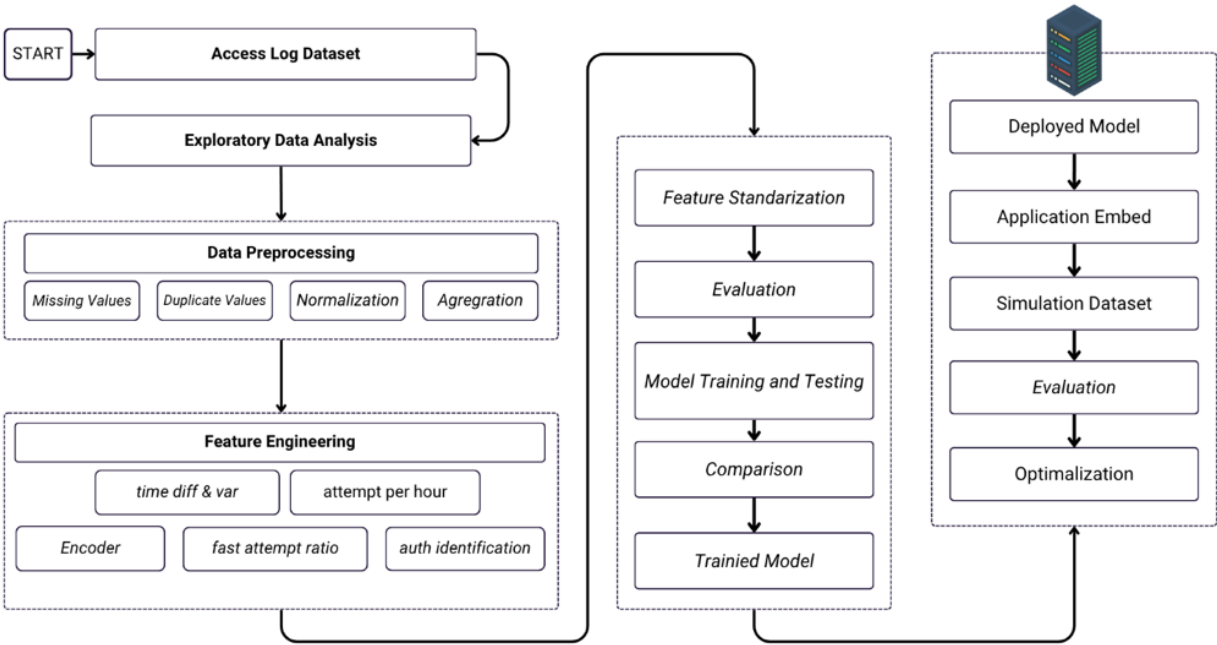 START
Access Log Dataset
Exploratory Data Analysis
Data Preprocessing
Missing Values
Duplicate Values
Normalization
Agregration
Feature Engineering
time diff & var
attempt per hour
Encoder
fast attempt ratio
auth identification
Feature Standarization
Evaluation
Model Training and Testing
Comparison
Trainied Model
Deployed Model
Application Embed
Simulation Dataset
Evaluation
Optimalization